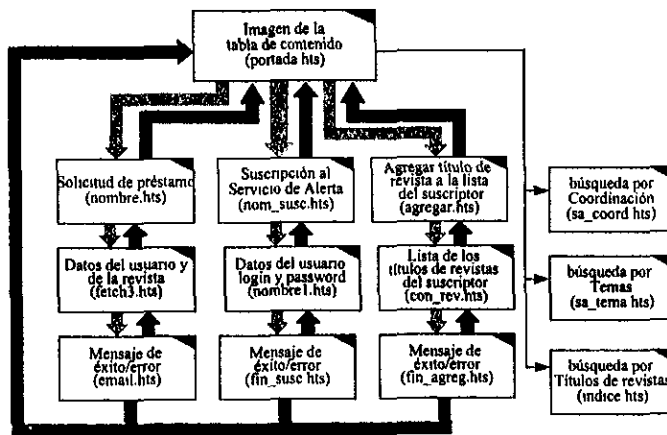 Imagen de la
tabla de contenido
(portada hts)
Solicitud de préstamo
(nombre.hts)
Suscripción al
Servicio de Alerta
(nom_susc.hts)
Agregar título de
revista a la lista
del suscriptor
(agregar.hts)
búsqueda por
Coordinación
(sa_coord hts)
Datos del usuario y
de la revista
(fetch3.hts)
Datos del usuario
login y password
(nombre1.hts)
Lista de los
títulos de revistas
del suscriptor
(con_rev.hts)
búsqueda por
Temas
(sa_tema hts)
Mensaje de
éxito/error
(email.hts)
Mensaje de
éxito/error
(fin_susc hts)
Mensaje de
éxito/error
(fin_agreg.hts)
búsqueda por
Títulos de revistas
(indice hts)